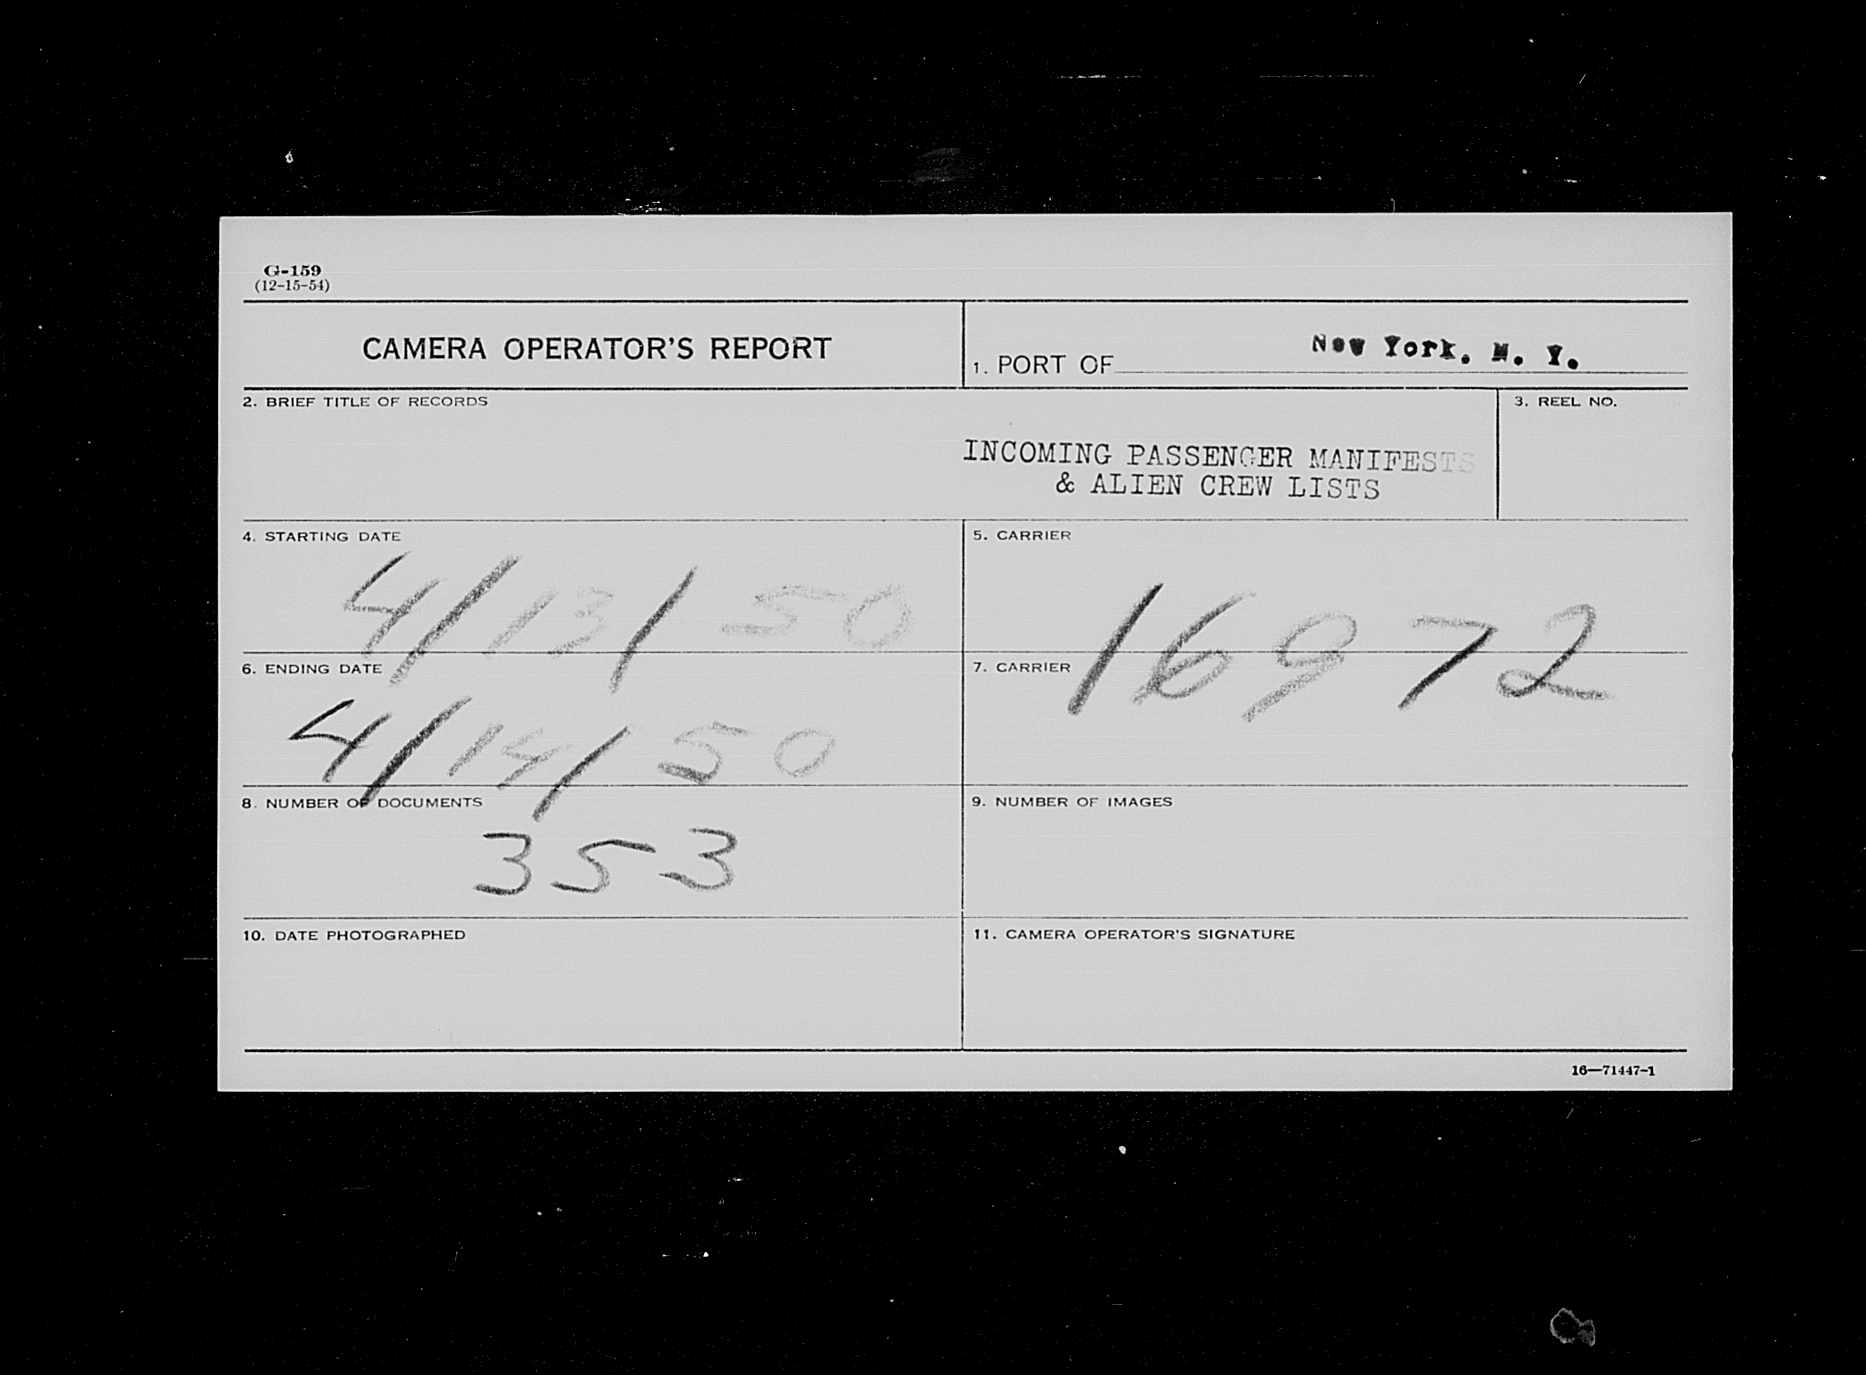 G-159
(12-15-54)
CAMERA OPERATOR'S REPORT
1. PORT OF New York, N. Y.
2. BRIEF TITLE OF RECORDS
3. REEL NO.
INCOMING PASSENGER MANIFESTS
& ALIEN CREW LISTS
4. STARTING DATE
5. CARRIER
4/13/50
16972
6. ENDING DATE
7. CARRIER
4/14/50
8. NUMBER OF DOCUMENTS
9. NUMBER OF IMAGES
353
10. DATE PHOTOGRAPHED
11. CAMERA OPERATOR'S SIGNATURE
16—71447-1